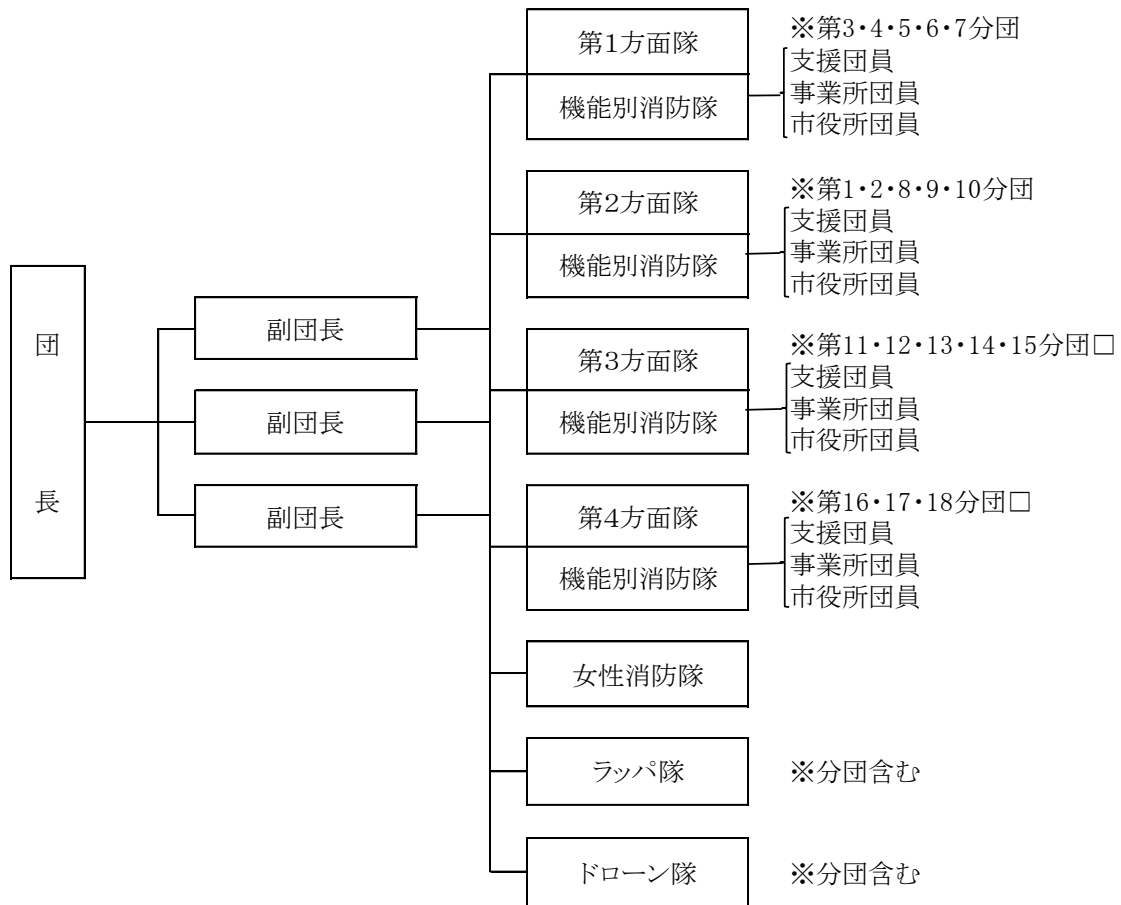 団長
副団長
副団長
副団長
第1方面隊
機能別消防隊
※第3・4・5・6・7分団
支援団員
事業所団員
市役所団員
第2方面隊
機能別消防隊
※第1・2・8・9・10分団
支援団員
事業所団員
市役所団員
第3方面隊
機能別消防隊
※第11・12・13・14・15分団□
支援団員
事業所団員
市役所団員
第4方面隊
機能別消防隊
※第16・17・18分団□
支援団員
事業所団員
市役所団員
女性消防隊
ラッパ隊
※分団含む
ドローン隊
※分団含む